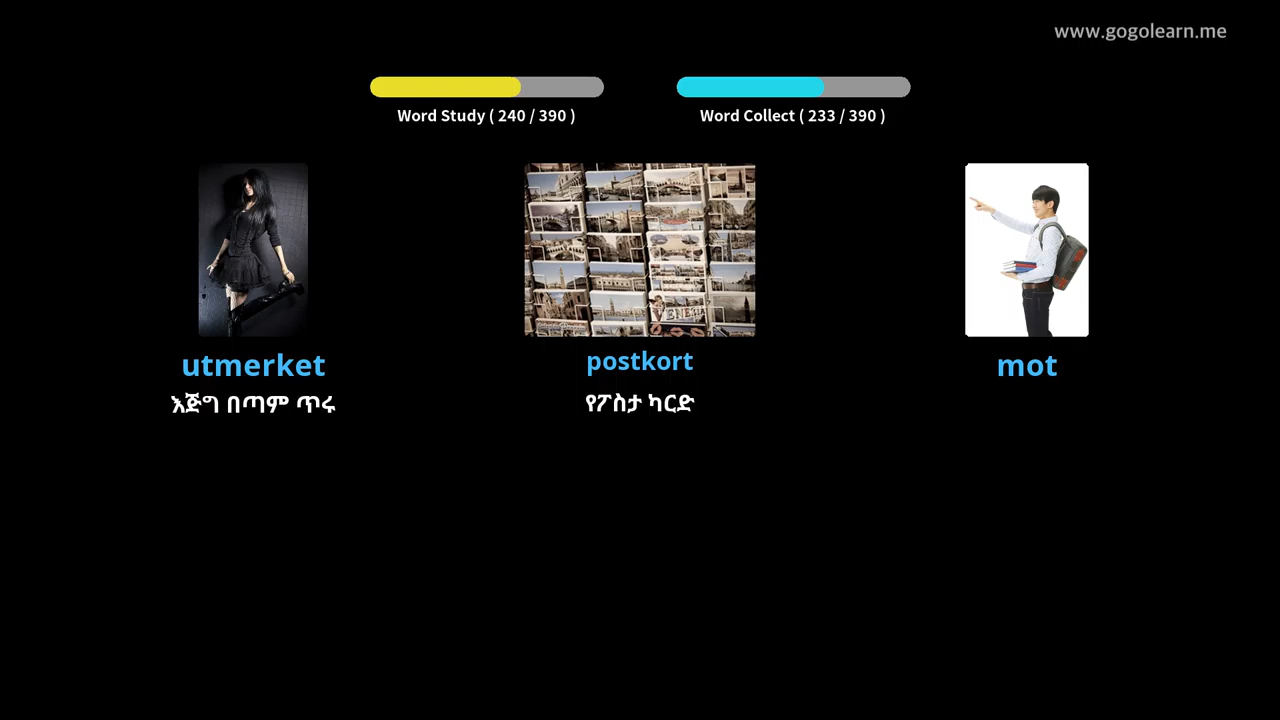 www.gogolearn.me
Word Study ( 240 / 390 )
Word Collect ( 233 / 390 )
VENEZ
utmerket
postkort
mot
እጅግ በጣም ጥሩ
የፖስታ ካርድ